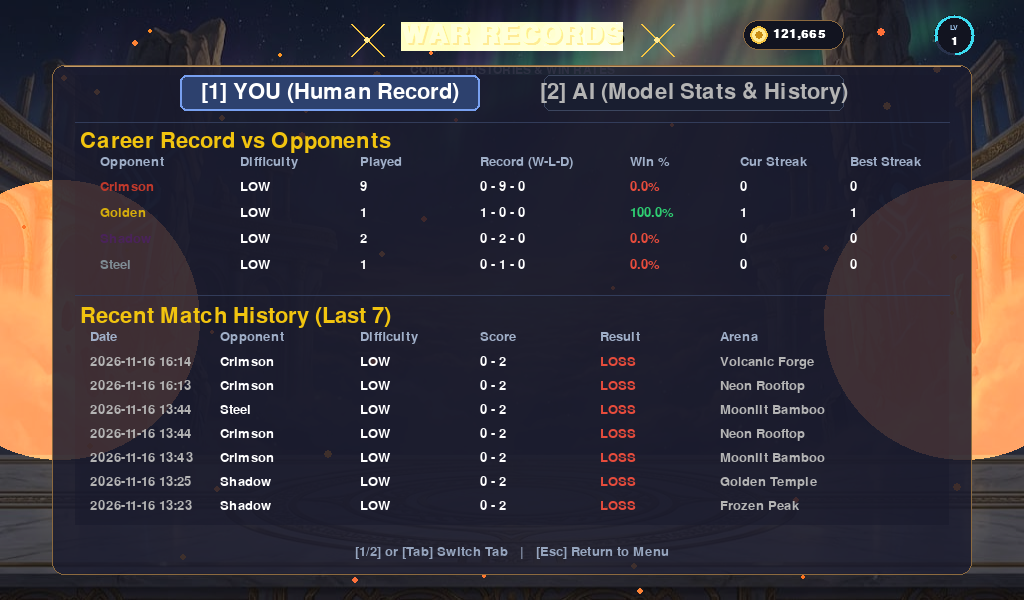 WAR RECORDS
121,665
LV
1
COMBAT HISTORIES & WIN RATES
[1] YOU (Human Record)
[2] AI (Model Stats & History)
Career Record vs Opponents
Opponent Difficulty Played Record (W-L-D) Win % Cur Streak Best Streak
Crimson LOW 9 0 - 9 - 0 0.0% 0 0
Golden LOW 1 1 - 0 - 0 100.0% 1 1
Shadow LOW 2 0 - 2 - 0 0.0% 0 0
Steel LOW 1 0 - 1 - 0 0.0% 0 0
Recent Match History (Last 7)
Date Opponent Difficulty Score Result Arena
2026-11-16 16:14 Crimson LOW 0 - 2 LOSS Volcanic Forge
2026-11-16 16:13 Crimson LOW 0 - 2 LOSS Neon Rooftop
2026-11-16 13:44 Steel LOW 0 - 2 LOSS Moonlit Bamboo
2026-11-16 13:44 Crimson LOW 0 - 2 LOSS Neon Rooftop
2026-11-16 13:43 Crimson LOW 0 - 2 LOSS Moonlit Bamboo
2026-11-16 13:25 Shadow LOW 0 - 2 LOSS Golden Temple
2026-11-16 13:23 Shadow LOW 0 - 2 LOSS Frozen Peak
[1/2] or [Tab] Switch Tab | [Esc] Return to Menu